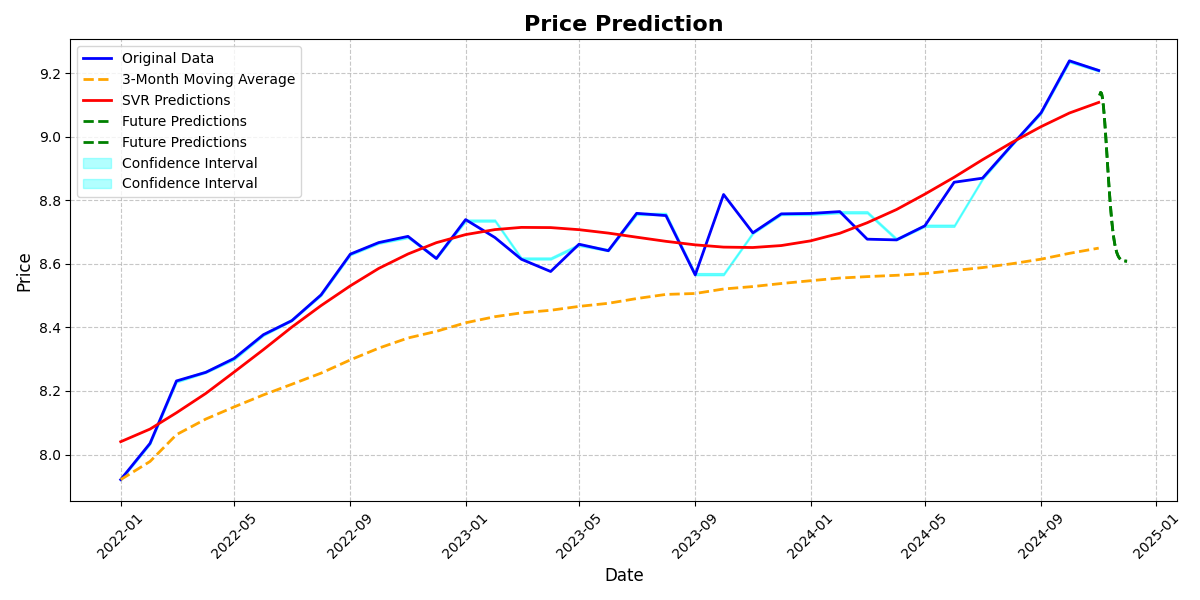 Price Prediction
Original Data
3-Month Moving Average
SVR Predictions
Future Predictions
Future Predictions
Confidence Interval
Confidence Interval
Price
9.2
9.0
8.8
8.6
8.4
8.2
8.0
2022-01
2022-05
2022-09
2023-01
2023-05
2023-09
2024-01
2024-05
2024-09
2025-01
Date